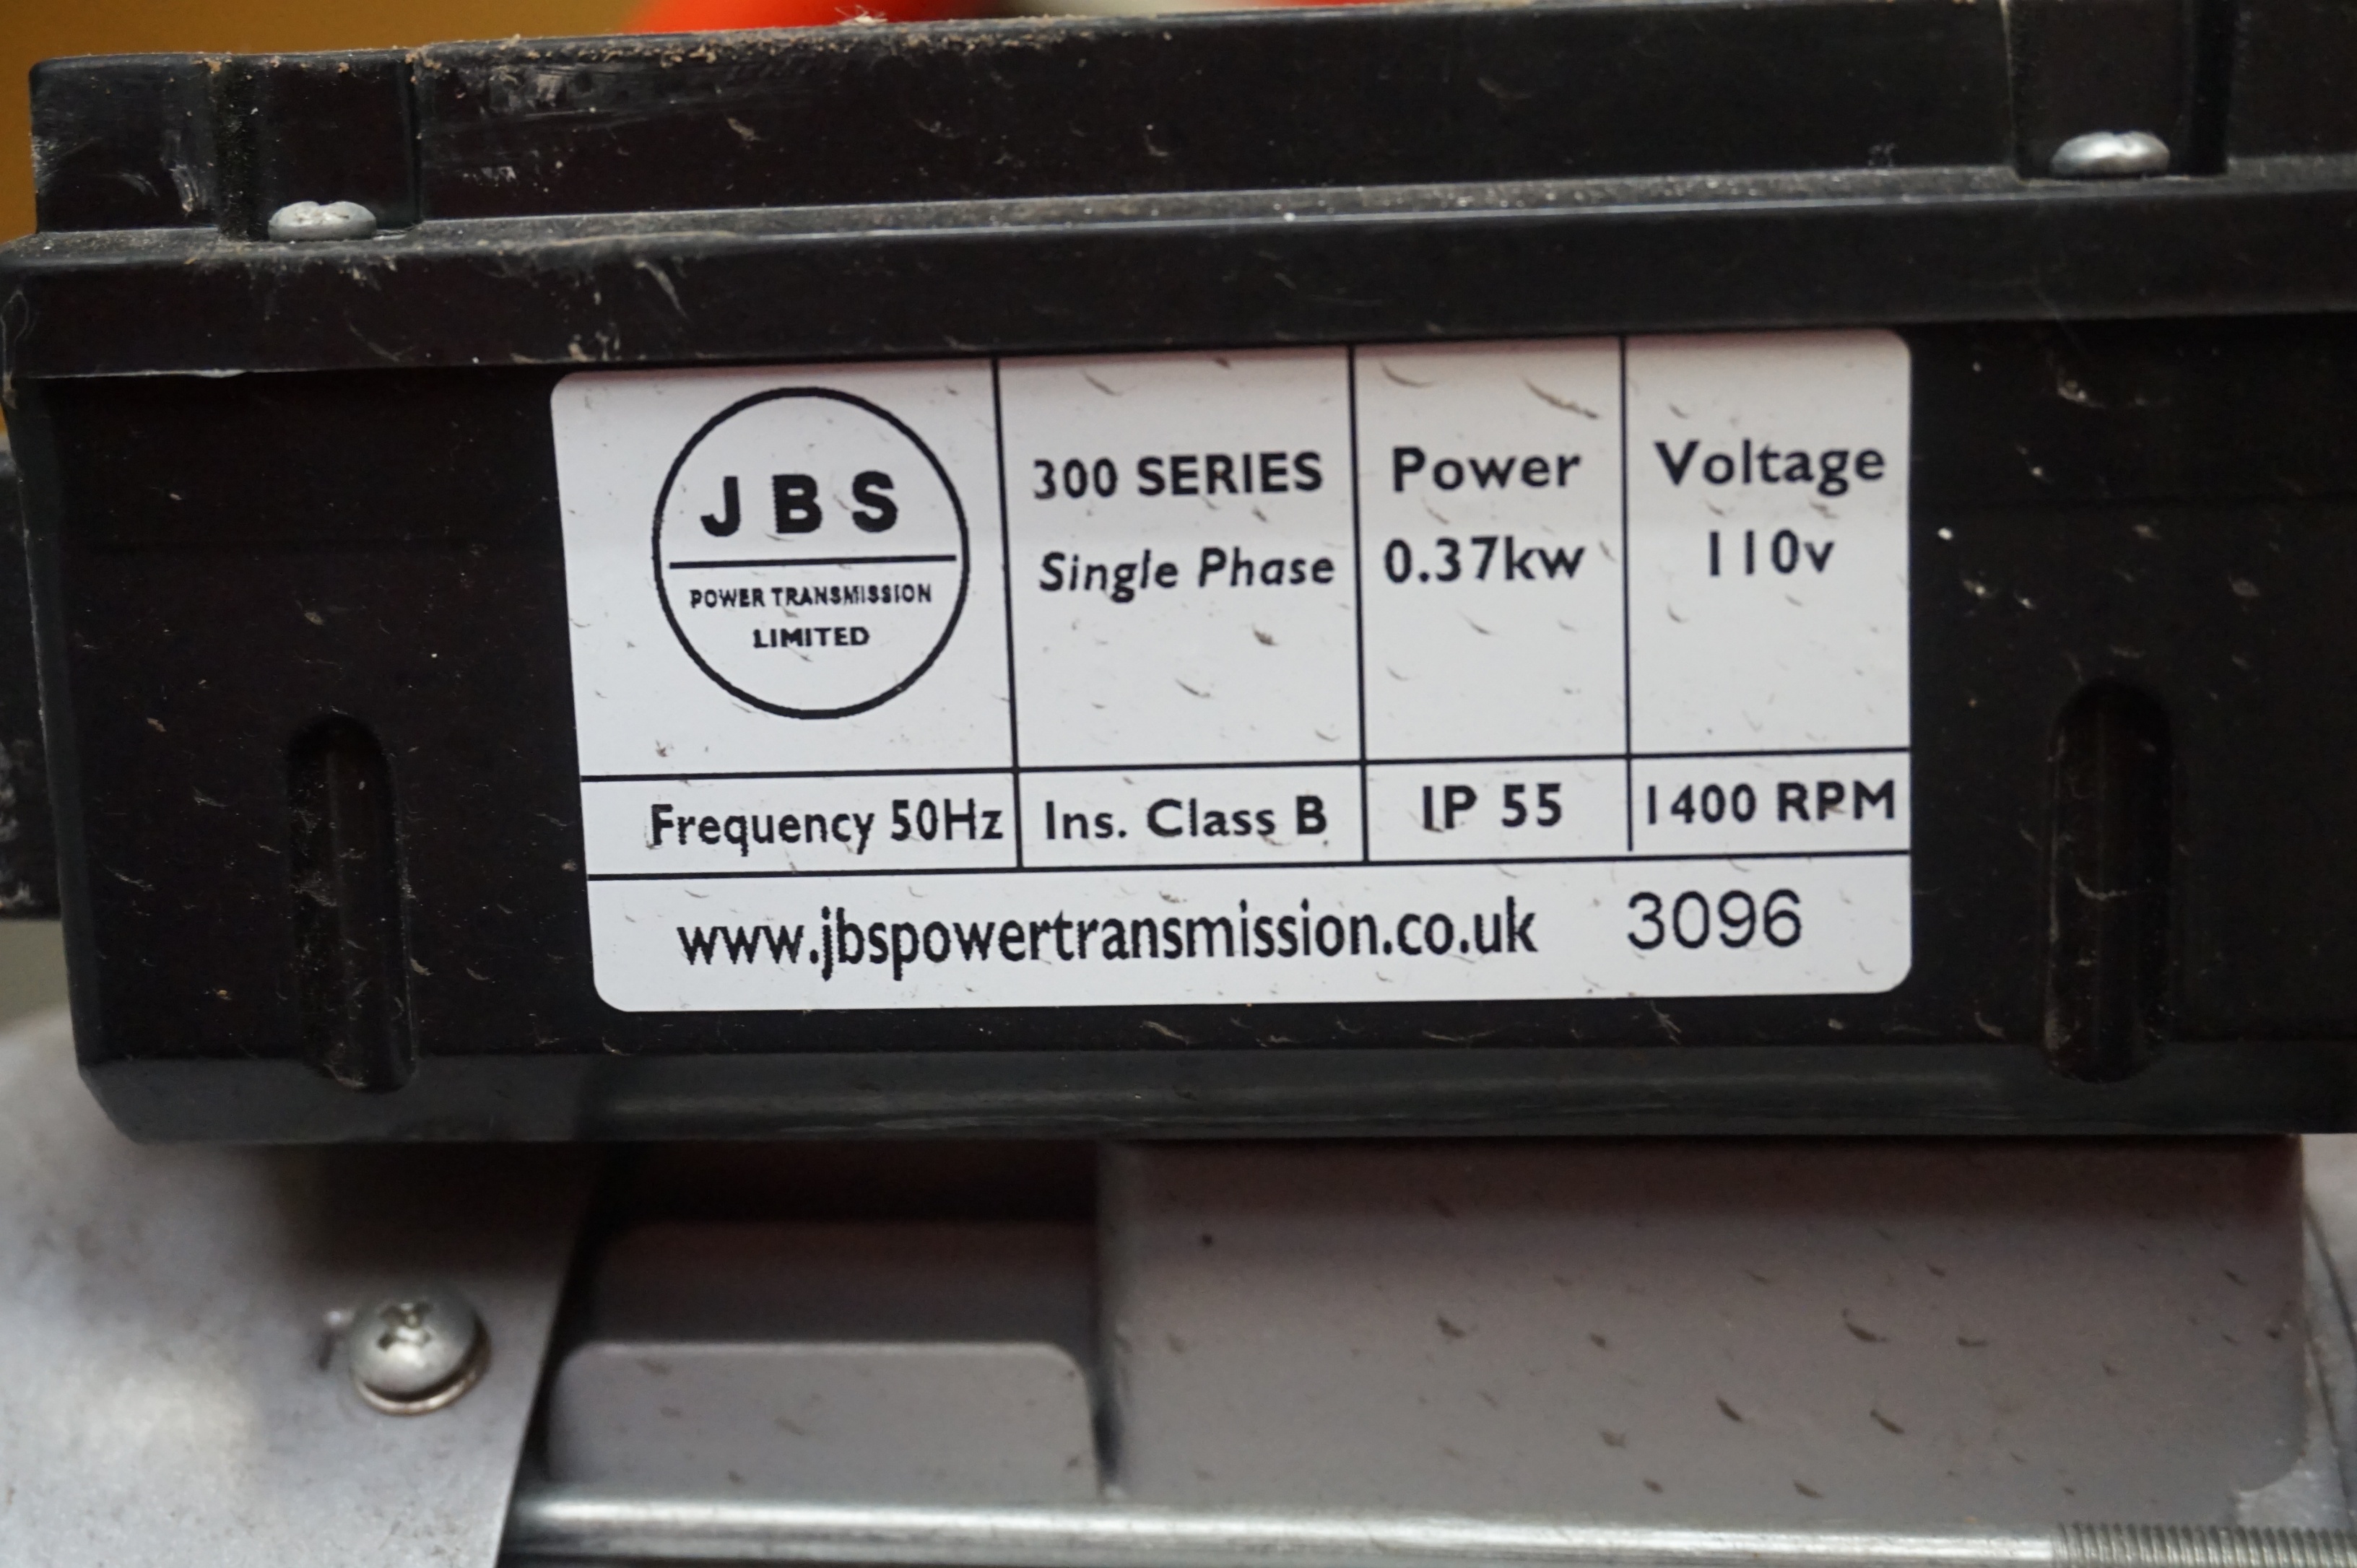 JBS
POWER TRANSMISSION
LIMITED
300 SERIES
Single Phase
Power
0.37kw
Voltage
110v
Frequency 50Hz
Ins. Class B
IP 55
1400 RPM
www.jbspowertransmission.co.uk 3096